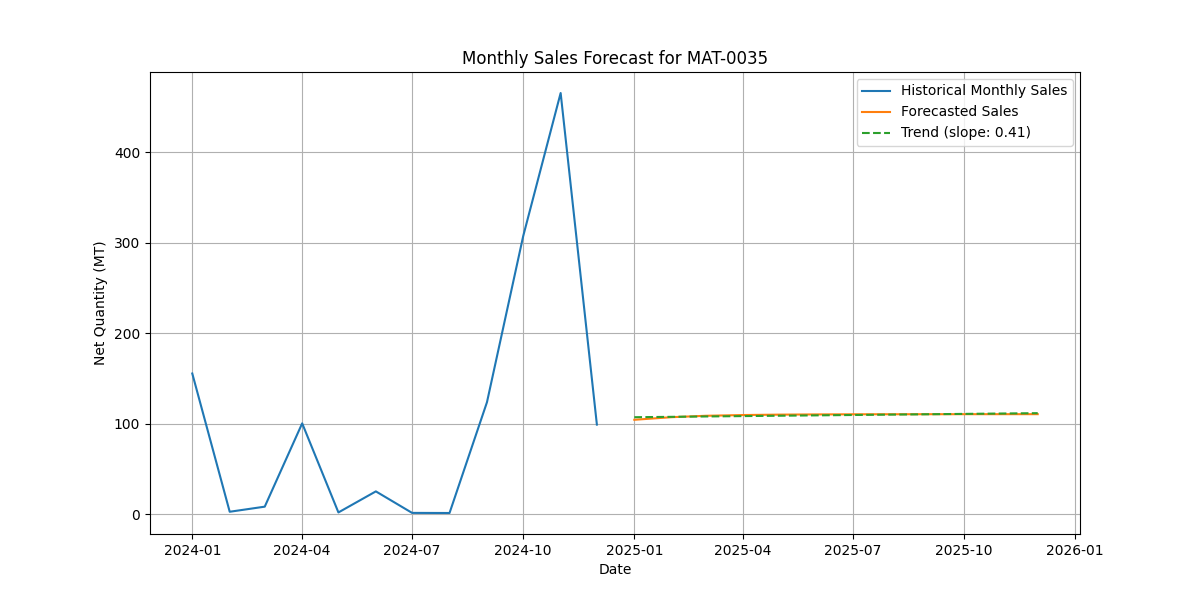 Monthly Sales Forecast for MAT-0035
Historical Monthly Sales
Forecasted Sales
Trend (slope: 0.41)
Net Quantity (MT)
400
300
200
100
0
2024-01 2024-04 2024-07 2024-10 2025-01 2025-04 2025-07 2025-10 2026-01
Date